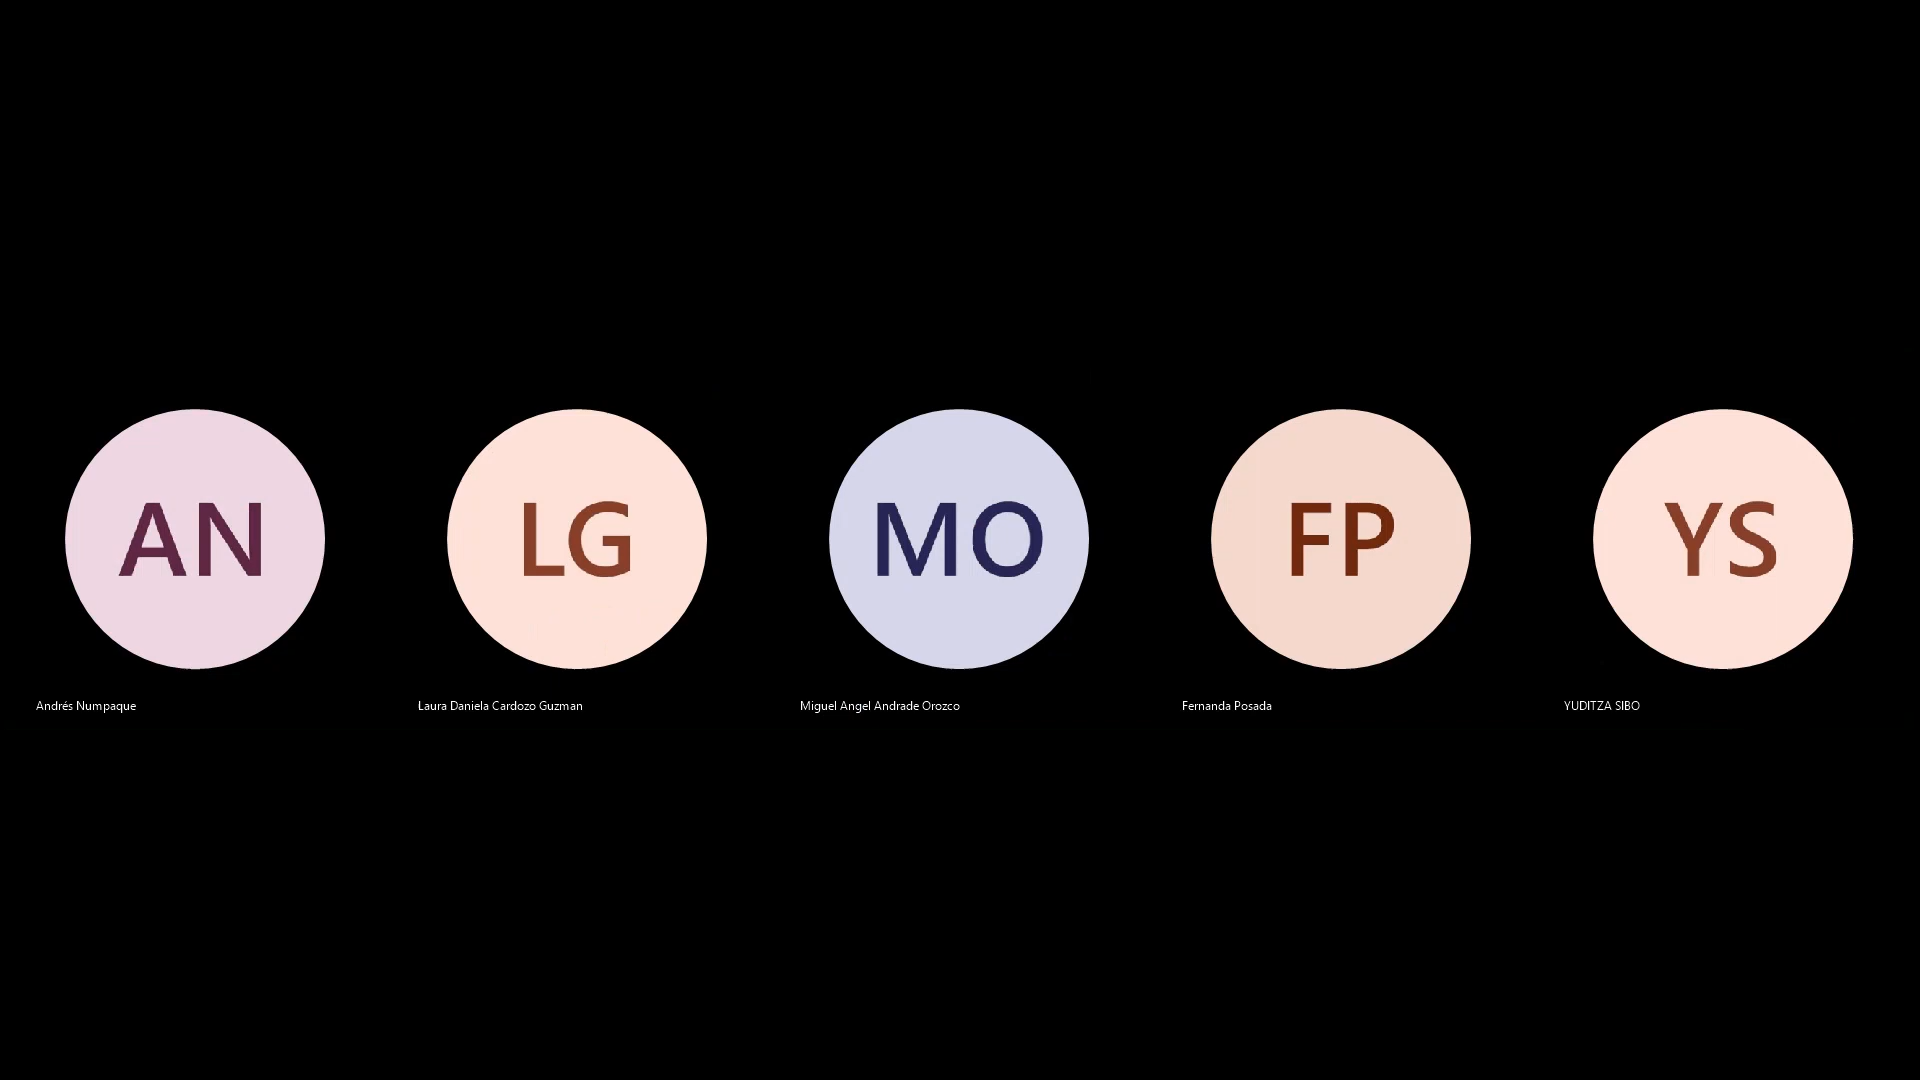 AN
LG
MO
FP
YS
Andrés Numpaque
Laura Daniela Cardozo Guzman
Miguel Angel Andrade Orozco
Fernanda Posada
YUDITZA SIBO